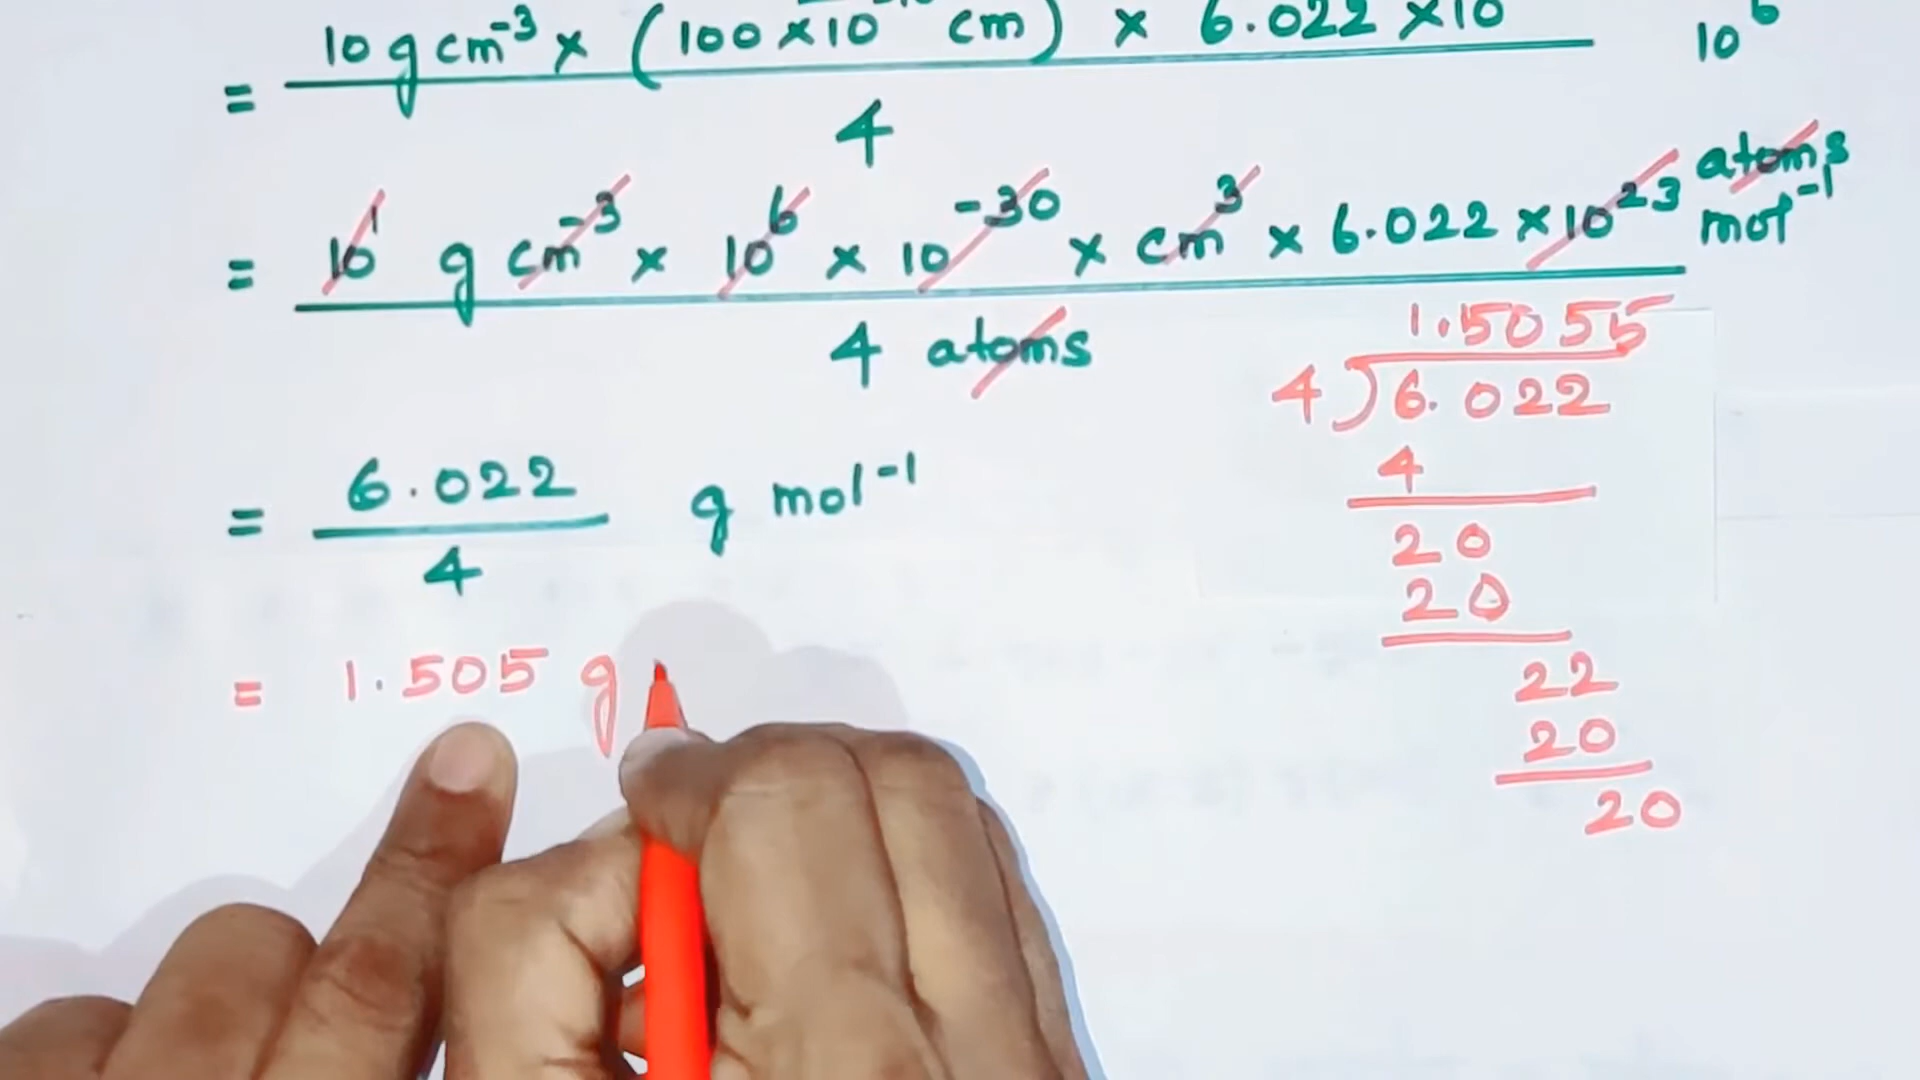 10 g cm⁻³ × (100 × 10 cm) × 6.022 × 10
4
10⁶
= 10¹ g cm⁻³ × 10⁶ × 10⁻³⁰ × cm³ × 6.022 × 10²³ atoms mol⁻¹
4 atoms
= 6.022 g mol⁻¹
4
= 1.505 g
1.5055
4)6.022
4
20
20
22
20
20